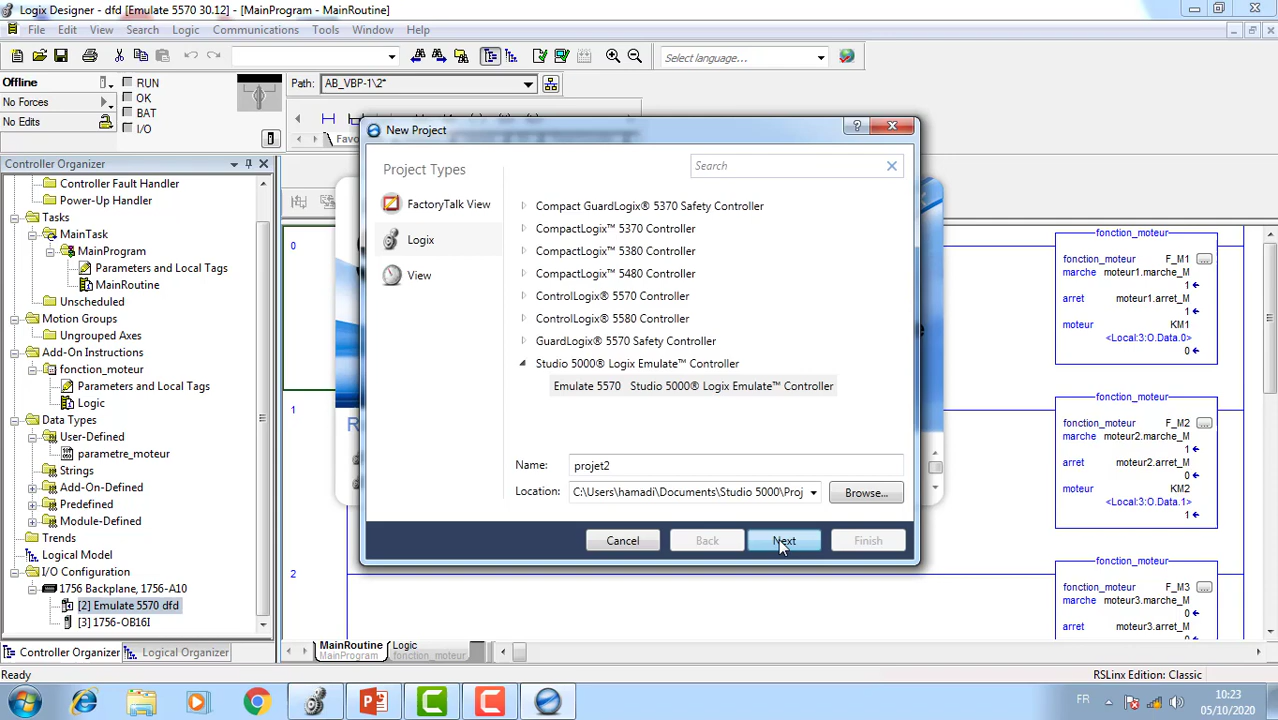 Logix Designer - dfd [Emulate 5570 30.12] - [MainProgram - MainRoutine]
File Edit View Search Logic Communications Tools Window Help
Select language...
Offline
RUN
No Forces
OK
No Edits
BAT
I/O
Path: AB_VBP-1\2*
Favo
Controller Organizer
Controller Fault Handler
Power-Up Handler
Tasks
MainTask
MainProgram
Parameters and Local Tags
MainRoutine
Unscheduled
Motion Groups
Ungrouped Axes
Add-On Instructions
fonction_moteur
Parameters and Local Tags
Logic
Data Types
User-Defined
parametre_moteur
Strings
Add-On-Defined
Predefined
Module-Defined
Trends
Logical Model
I/O Configuration
1756 Backplane, 1756-A10
[2] Emulate 5570 dfd
[3] 1756-OB16I
Controller Organizer Logical Organizer
New Project
Project Types
Search
FactoryTalk View
Logix
View
Compact GuardLogix® 5370 Safety Controller
CompactLogix™ 5370 Controller
CompactLogix™ 5380 Controller
CompactLogix™ 5480 Controller
ControlLogix® 5570 Controller
ControlLogix® 5580 Controller
GuardLogix® 5570 Safety Controller
Studio 5000® Logix Emulate™ Controller
Emulate 5570 Studio 5000® Logix Emulate™ Controller
Name: projet2
Location: C:\Users\hamadi\Documents\Studio 5000\Proj
Browse...
Cancel Back Next Finish
0
fonction_moteur
fonction_moteur F_M1 ...
marche moteur1.marche_M
1
arret moteur1.arret_M
1
moteur KM1
<Local:3:O.Data.0>
0
1
fonction_moteur
fonction_moteur F_M2 ...
marche moteur2.marche_M
1
arret moteur2.arret_M
0
moteur KM2
<Local:3:O.Data.1>
1
2
fonction_moteur
fonction_moteur F_M3 ...
marche moteur3.marche_M
0
arret moteur3.arret_M
MainRoutine
MainProgram
Logic
fonction_moteur
Ready
RSLinx Edition: Classic
FR
10:23
05/10/2020